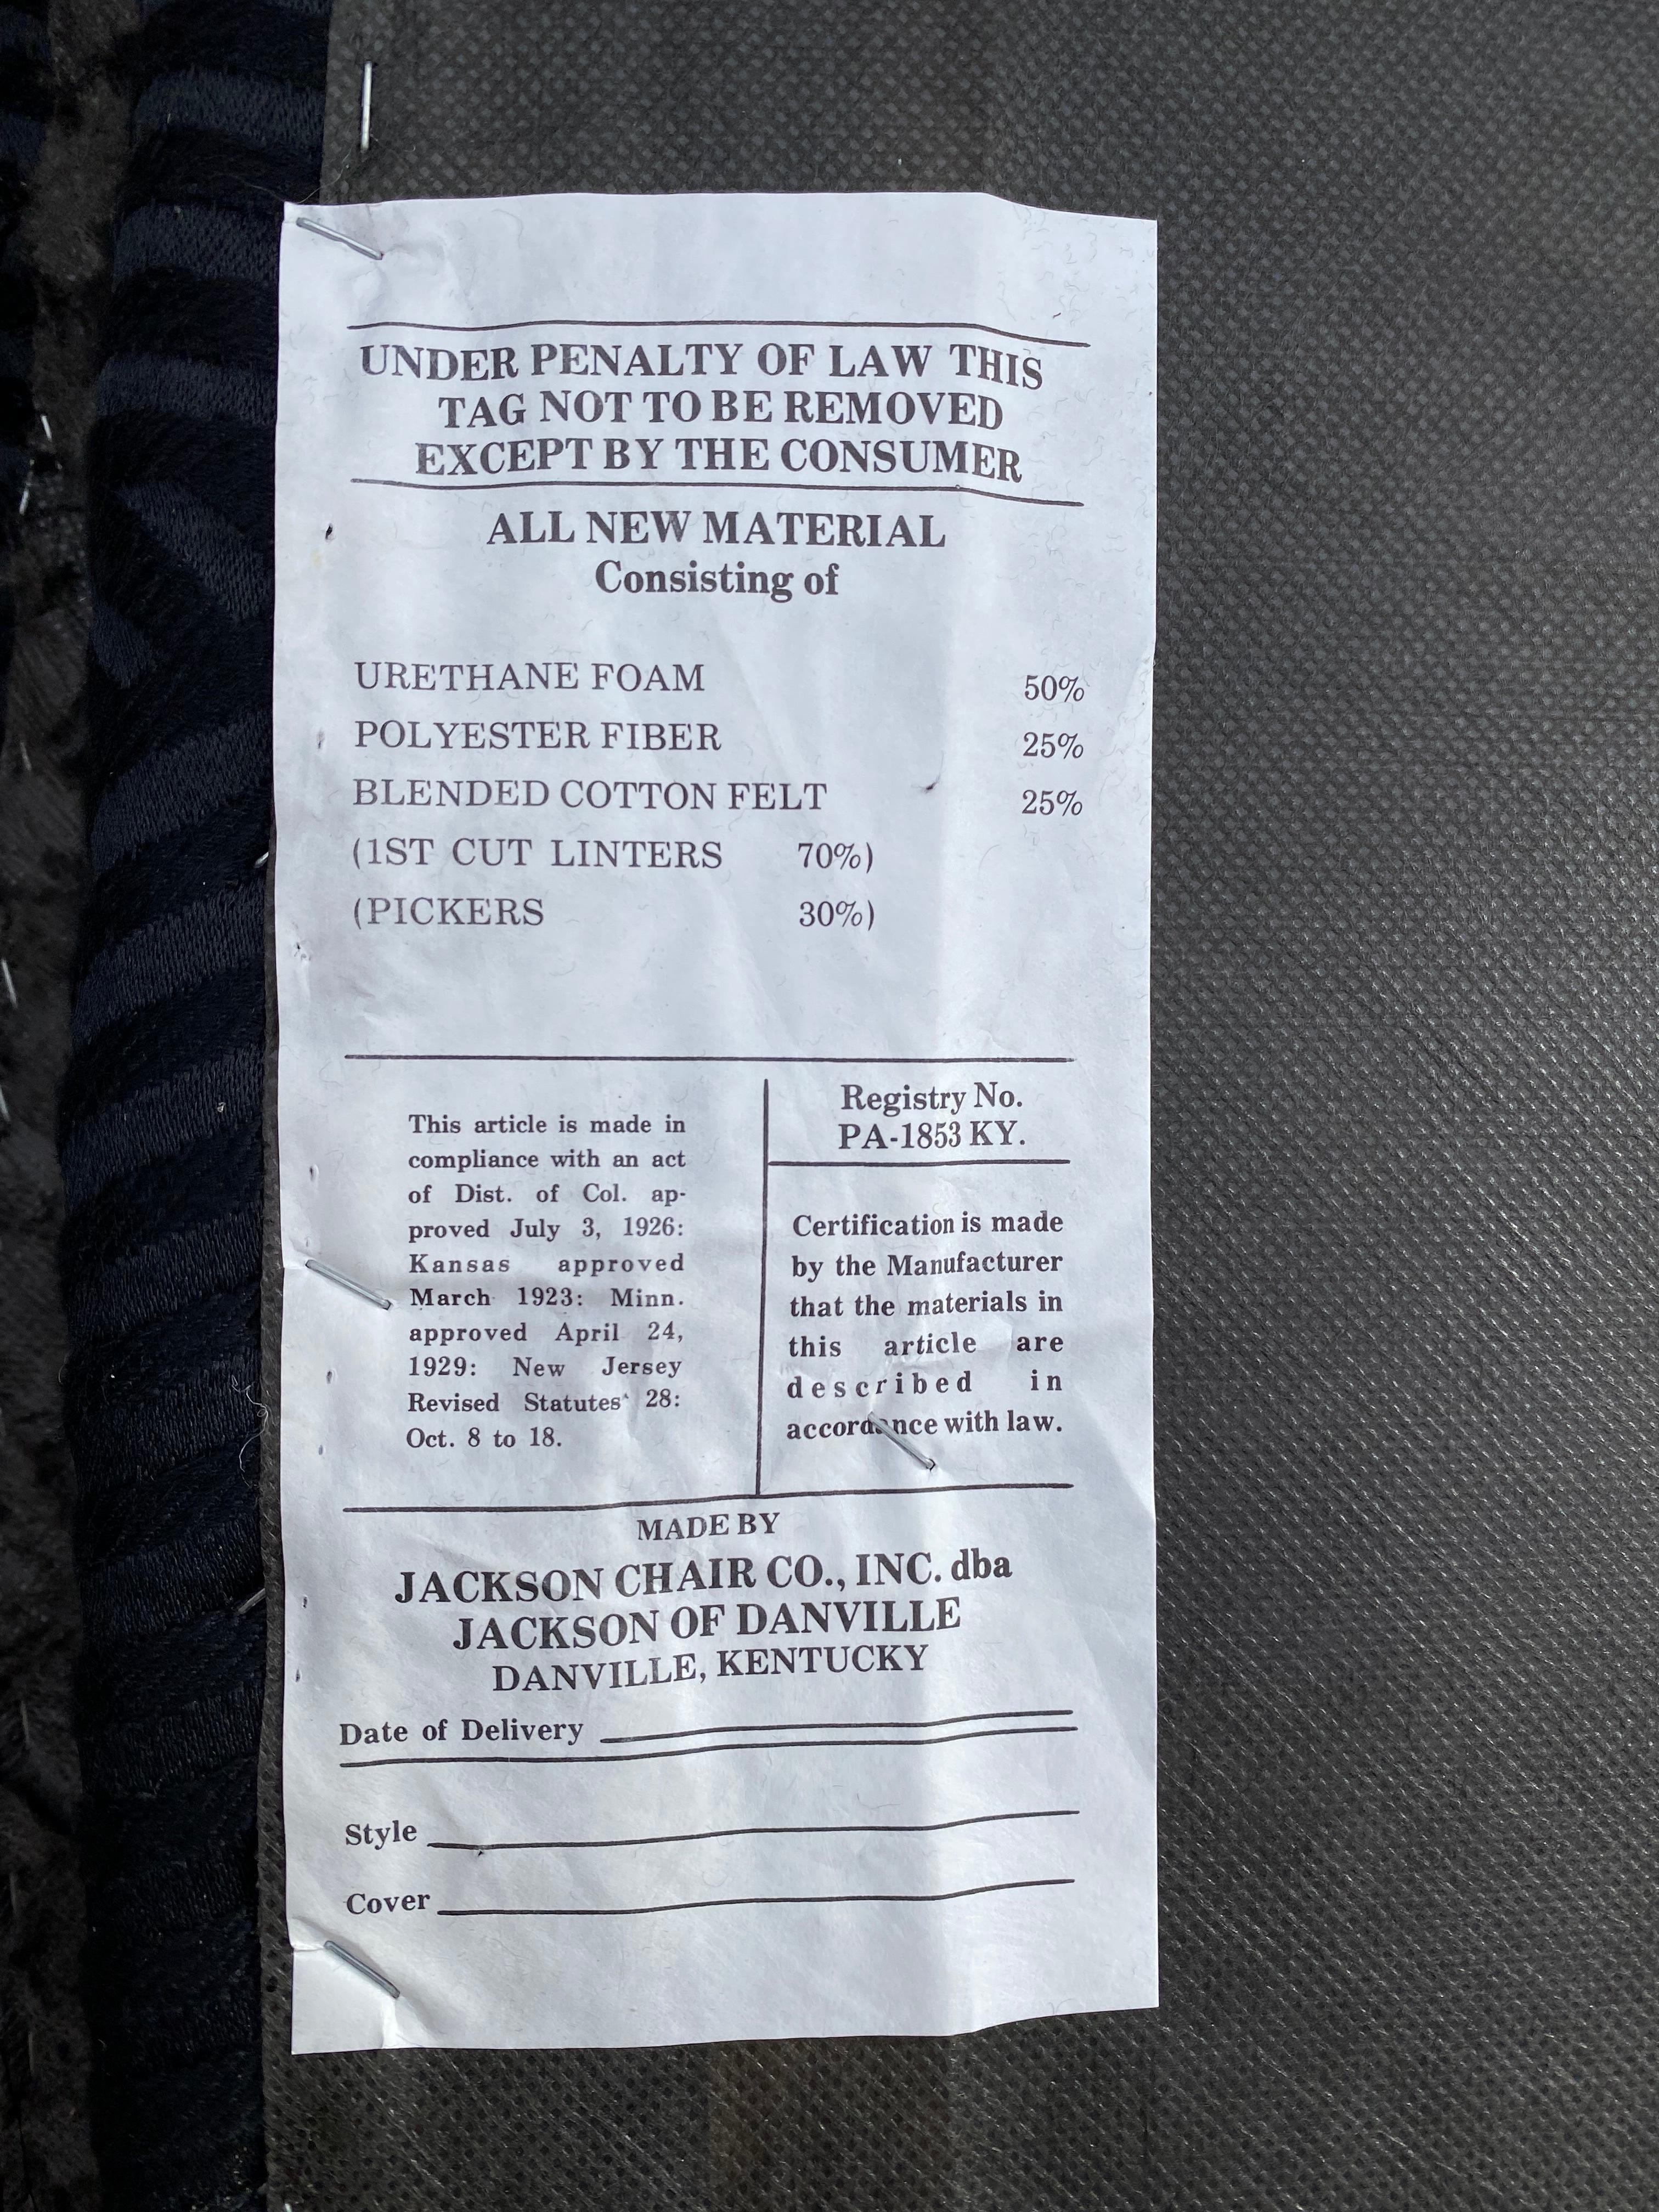 UNDER PENALTY OF LAW THIS
TAG NOT TO BE REMOVED
EXCEPT BY THE CONSUMER
ALL NEW MATERIAL
Consisting of
URETHANE FOAM 50%
POLYESTER FIBER 25%
BLENDED COTTON FELT 25%
(1ST CUT LINTERS 70%)
(PICKERS 30%)
This article is made in
compliance with an act
of Dist. of Col. ap-
proved July 3, 1926:
Kansas approved
March 1923: Minn.
approved April 24,
1929: New Jersey
Revised Statutes 28:
Oct. 8 to 18.
Registry No.
PA-1853 KY.
Certification is made
by the Manufacturer
that the materials in
this article are
described in
accordance with law.
MADE BY
JACKSON CHAIR CO., INC. dba
JACKSON OF DANVILLE
DANVILLE, KENTUCKY
Date of Delivery
Style
Cover